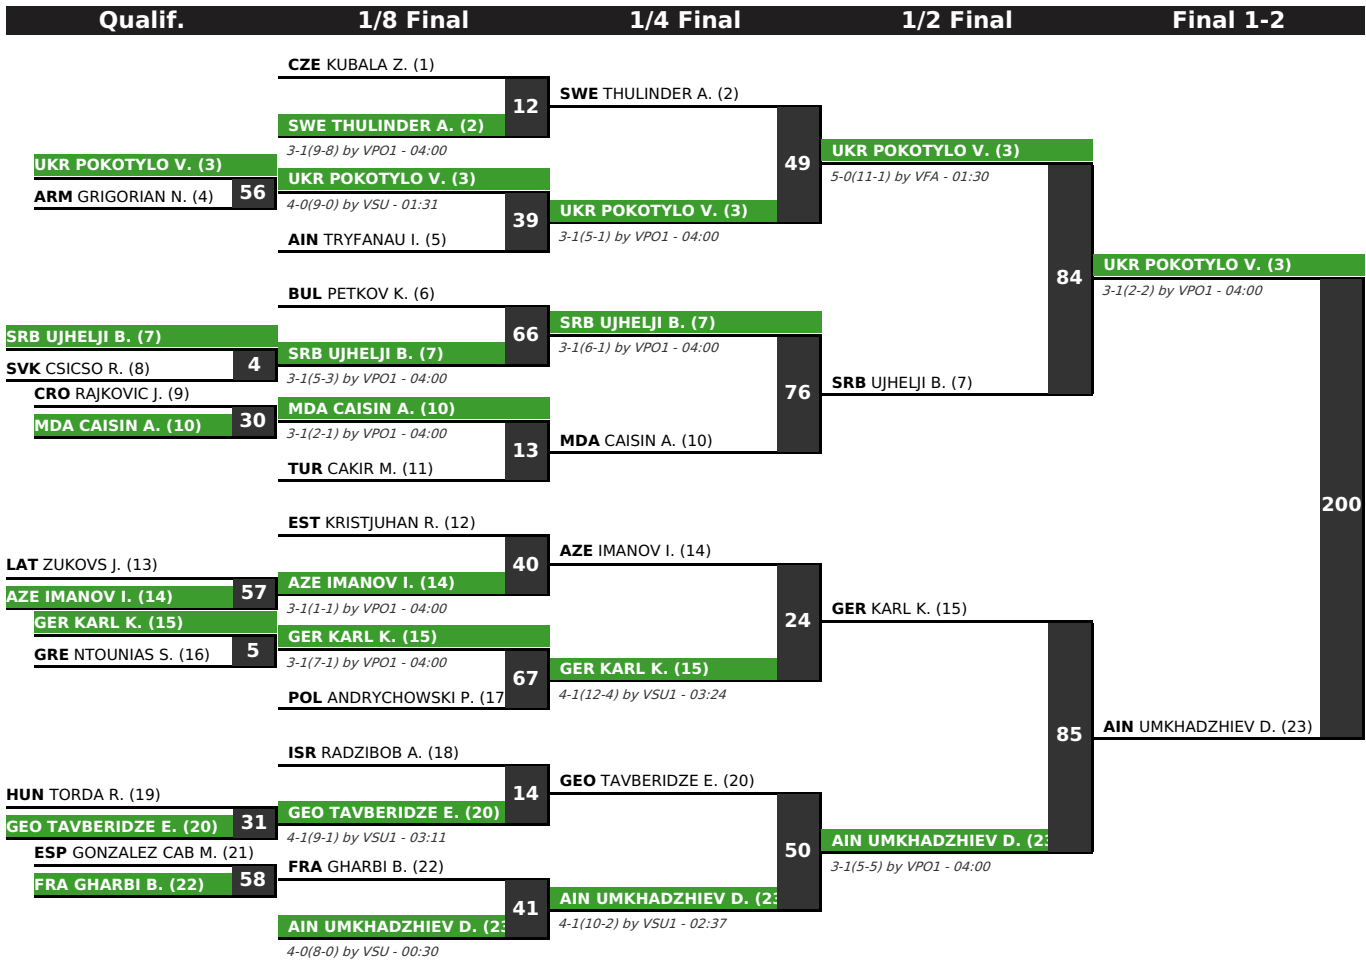 Qualif.
1/8 Final
1/4 Final
1/2 Final
Final 1-2
UKR POKOTYLO V. (3)
ARM GRIGORIAN N. (4)
56
SRB UJHELJI B. (7)
SVK CSICSO R. (8)
4
CRO RAJKOVIC J. (9)
MDA CAISIN A. (10)
30
LAT ZUKOVS J. (13)
AZE IMANOV I. (14)
57
GER KARL K. (15)
GRE NTOUNIAS S. (16)
5
HUN TORDA R. (19)
GEO TAVBERIDZE E. (20)
31
ESP GONZALEZ CAB M. (21)
FRA GHARBI B. (22)
58
CZE KUBALA Z. (1)
12
SWE THULINDER A. (2)
3-1(9-8) by VPO1 - 04:00
UKR POKOTYLO V. (3)
4-0(9-0) by VSU - 01:31
39
AIN TRYFANAU I. (5)
BUL PETKOV K. (6)
66
SRB UJHELJI B. (7)
3-1(5-3) by VPO1 - 04:00
MDA CAISIN A. (10)
3-1(2-1) by VPO1 - 04:00
13
TUR CAKIR M. (11)
EST KRISTJUHAN R. (12)
40
AZE IMANOV I. (14)
3-1(1-1) by VPO1 - 04:00
GER KARL K. (15)
3-1(7-1) by VPO1 - 04:00
67
POL ANDRYCHOWSKI P. (17
ISR RADZIBOB A. (18)
14
GEO TAVBERIDZE E. (20)
4-1(9-1) by VSU1 - 03:11
FRA GHARBI B. (22)
41
AIN UMKHADZHIEV D. (23
4-0(8-0) by VSU - 00:30
SWE THULINDER A. (2)
49
UKR POKOTYLO V. (3)
3-1(5-1) by VPO1 - 04:00
SRB UJHELJI B. (7)
3-1(6-1) by VPO1 - 04:00
76
MDA CAISIN A. (10)
AZE IMANOV I. (14)
24
GER KARL K. (15)
4-1(12-4) by VSU1 - 03:24
GEO TAVBERIDZE E. (20)
50
AIN UMKHADZHIEV D. (23
4-1(10-2) by VSU1 - 02:37
UKR POKOTYLO V. (3)
5-0(11-1) by VFA - 01:30
84
SRB UJHELJI B. (7)
GER KARL K. (15)
85
AIN UMKHADZHIEV D. (23
3-1(5-5) by VPO1 - 04:00
UKR POKOTYLO V. (3)
3-1(2-2) by VPO1 - 04:00
200
AIN UMKHADZHIEV D. (23)